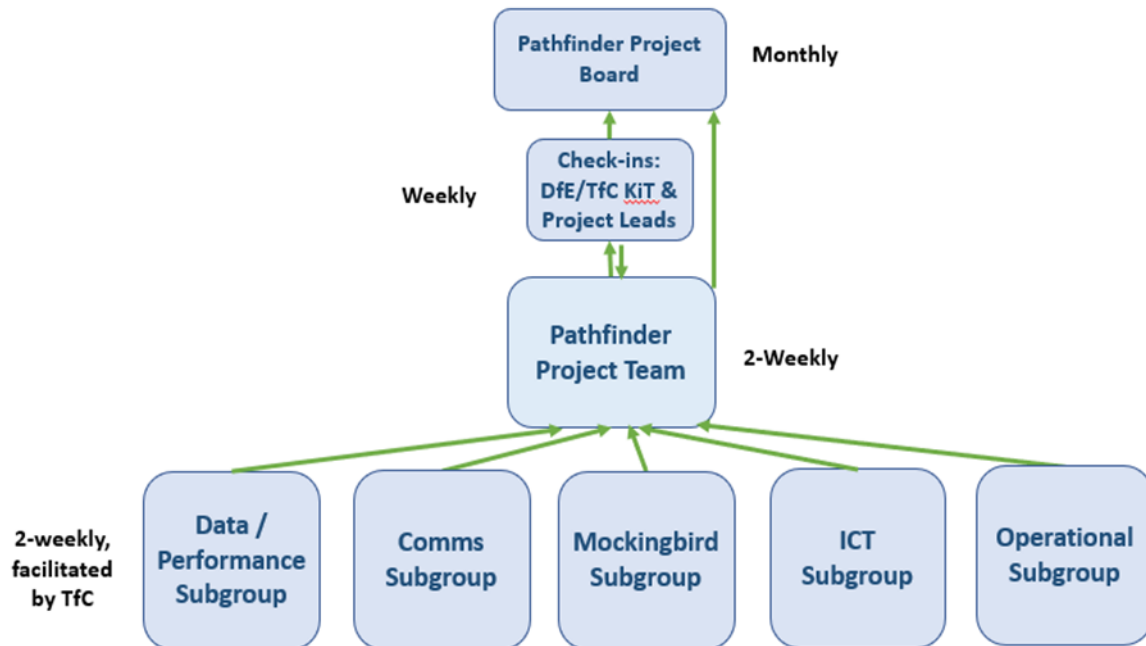 Pathfinder Project
Board
Monthly
Check-ins:
DfE/TfC KiT &
Project Leads
Weekly
Pathfinder
Project Team
2-Weekly
2-weekly,
facilitated
by TfC
Data /
Performance
Subgroup
Comms
Subgroup
Mockingbird
Subgroup
ICT
Subgroup
Operational
Subgroup